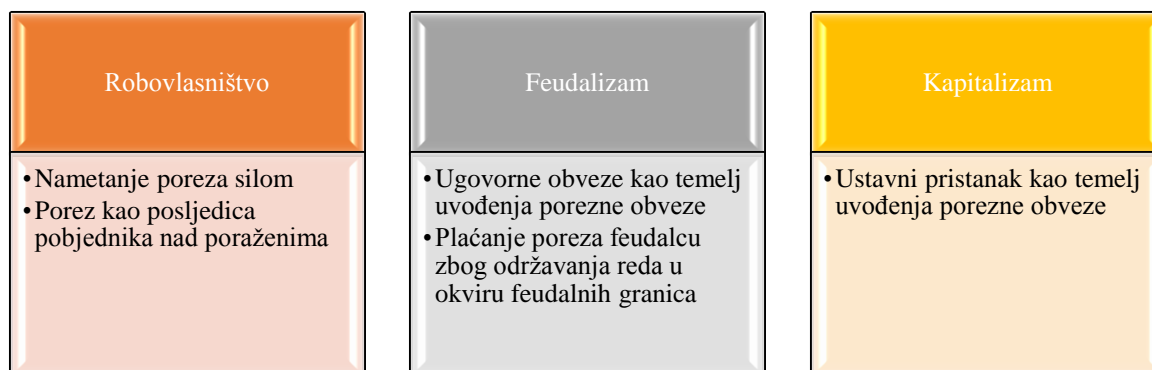 Robovlasništvo
•Nametanje poreza silom
•Porez kao posljedica
pobjednika nad poraženima
Feudalizam
•Ugovorne obveze kao temelj
uvođenja porezne obveze
•Plaćanje poreza feudalcu
zbog održavanja reda u
okviru feudalnih granica
Kapitalizam
•Ustavni pristanak kao temelj
uvođenja porezne obveze